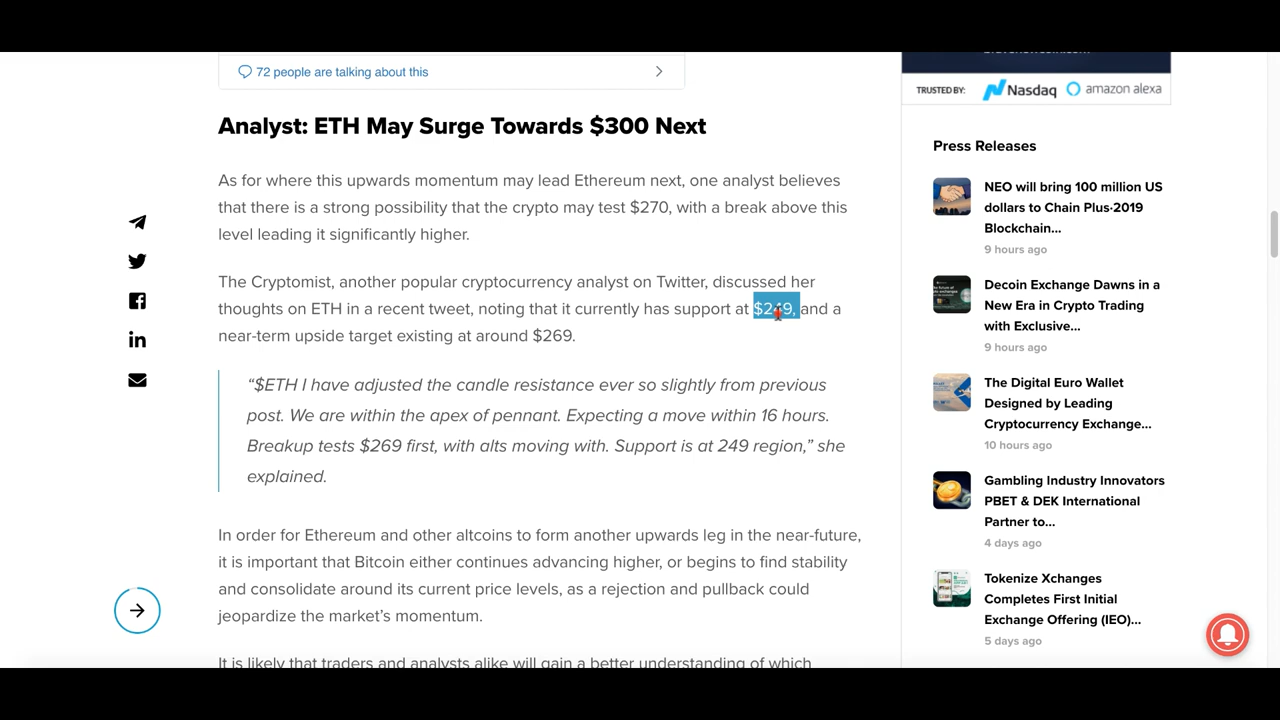 72 people are talking about this
Analyst: ETH May Surge Towards $300 Next
As for where this upwards momentum may lead Ethereum next, one analyst believes
that there is a strong possibility that the crypto may test $270, with a break above this
level leading it significantly higher.
The Cryptomist, another popular cryptocurrency analyst on Twitter, discussed her
thoughts on ETH in a recent tweet, noting that it currently has support at $249, and a
near-term upside target existing at around $269.
“$ETH I have adjusted the candle resistance ever so slightly from previous
post. We are within the apex of pennant. Expecting a move within 16 hours.
Breakup tests $269 first, with alts moving with. Support is at 249 region,” she
explained.
In order for Ethereum and other altcoins to form another upwards leg in the near-future,
it is important that Bitcoin either continues advancing higher, or begins to find stability
and consolidate around its current price levels, as a rejection and pullback could
jeopardize the market’s momentum.
It is likely that traders and analysts alike will gain a better understanding of which
TRUSTED BY: Nasdaq amazon alexa
Press Releases
NEO will bring 100 million US
dollars to Chain Plus·2019
Blockchain...
9 hours ago
Decoin Exchange Dawns in a
New Era in Crypto Trading
with Exclusive...
9 hours ago
The Digital Euro Wallet
Designed by Leading
Cryptocurrency Exchange...
10 hours ago
Gambling Industry Innovators
PBET & DEK International
Partner to...
4 days ago
Tokenize Xchanges
Completes First Initial
Exchange Offering (IEO)...
5 days ago